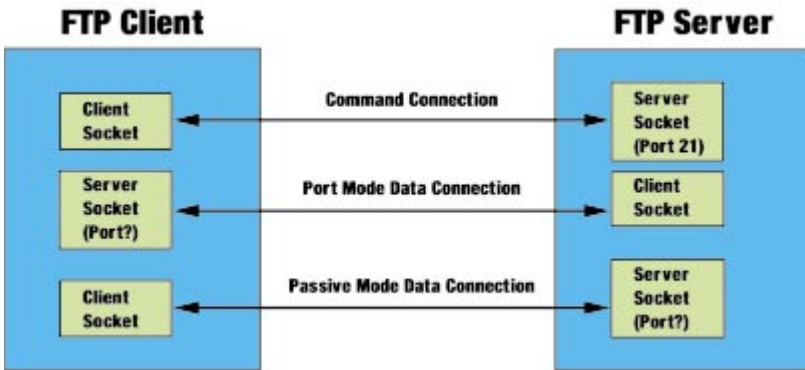 FTP Client
FTP Server
Client
Socket
Command Connection
Server
Socket
(Port 21)
Server
Socket
(Port?)
Port Mode Data Connection
Client
Socket
Client
Socket
Passive Mode Data Connection
Server
Socket
(Port?)